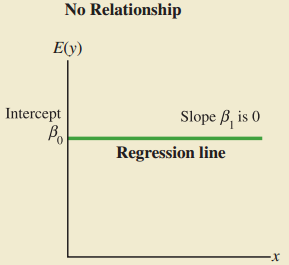 No Relationship
E(y)
Intercept
β₀
Slope β₁ is 0
Regression line
x